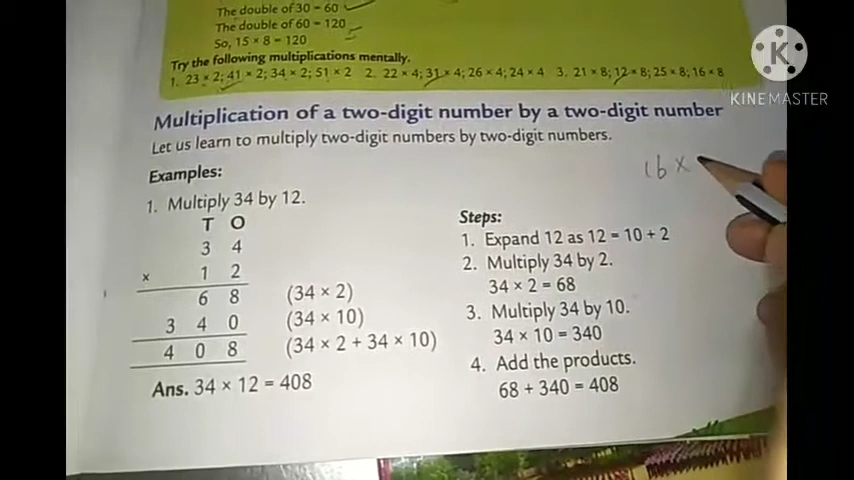 The double of 30 = 60
The double of 60 = 120
So, 15 × 8 = 120
Try the following multiplications mentally.
1. 23 × 2; 41 × 2; 34 × 2; 51 × 2 2. 22 × 4; 31 × 4; 26 × 4; 24 × 4 3. 21 × 8; 12 × 8; 25 × 8; 16 × 8
K
KINEMASTER
Multiplication of a two-digit number by a two-digit number
Let us learn to multiply two-digit numbers by two-digit numbers.
16 ×
Examples:
1. Multiply 34 by 12.
T O
3 4
× 1 2
6 8 (34 × 2)
3 4 0 (34 × 10)
4 0 8 (34 × 2 + 34 × 10)
Ans. 34 × 12 = 408
Steps:
1. Expand 12 as 12 = 10 + 2
2. Multiply 34 by 2.
34 × 2 = 68
3. Multiply 34 by 10.
34 × 10 = 340
4. Add the products.
68 + 340 = 408